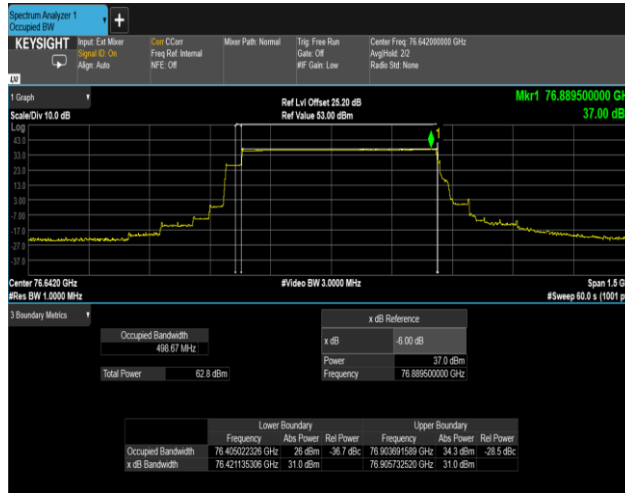 Spectrum Analyzer 1
Occupied BW
KEYSIGHT
Input: Ext Mixer
Signal ID: On
Align: Auto
Corr CCorr
Freq Ref: Internal
NFE: Off
Mixer Path: Normal
Trig: Free Run
Gate: Off
#IF Gain: Low
Center Freq: 76.642000000 GHz
Avg|Hold: 2/2
Radio Std: None
LXI
1 Graph
Scale/Div 10.0 dB
Ref Lvl Offset 25.20 dB
Ref Value 53.00 dBm
Mkr1 76.889500000 GH
37.00 dB
Log
43.0
33.0
23.0
13.0
3.00
-7.00
-17.0
-27.0
-37.0
1
Center 76.6420 GHz
#Res BW 1.0000 MHz
#Video BW 3.0000 MHz
Span 1.5 G
#Sweep 60.0 s (1001 p
3 Boundary Metrics
Occupied Bandwidth
498.67 MHz
Total Power 62.8 dBm
x dB Reference
x dB -6.00 dB
Power 37.0 dBm
Frequency 76.889500000 GHz
Lower Boundary Upper Boundary
Frequency Abs Power Rel Power Frequency Abs Power Rel Power
Occupied Bandwidth 76.405022326 GHz 26 dBm -36.7 dBc 76.903691589 GHz 34.3 dBm -28.5 dBc
x dB Bandwidth 76.421135306 GHz 31.0 dBm 76.905732520 GHz 31.0 dBm